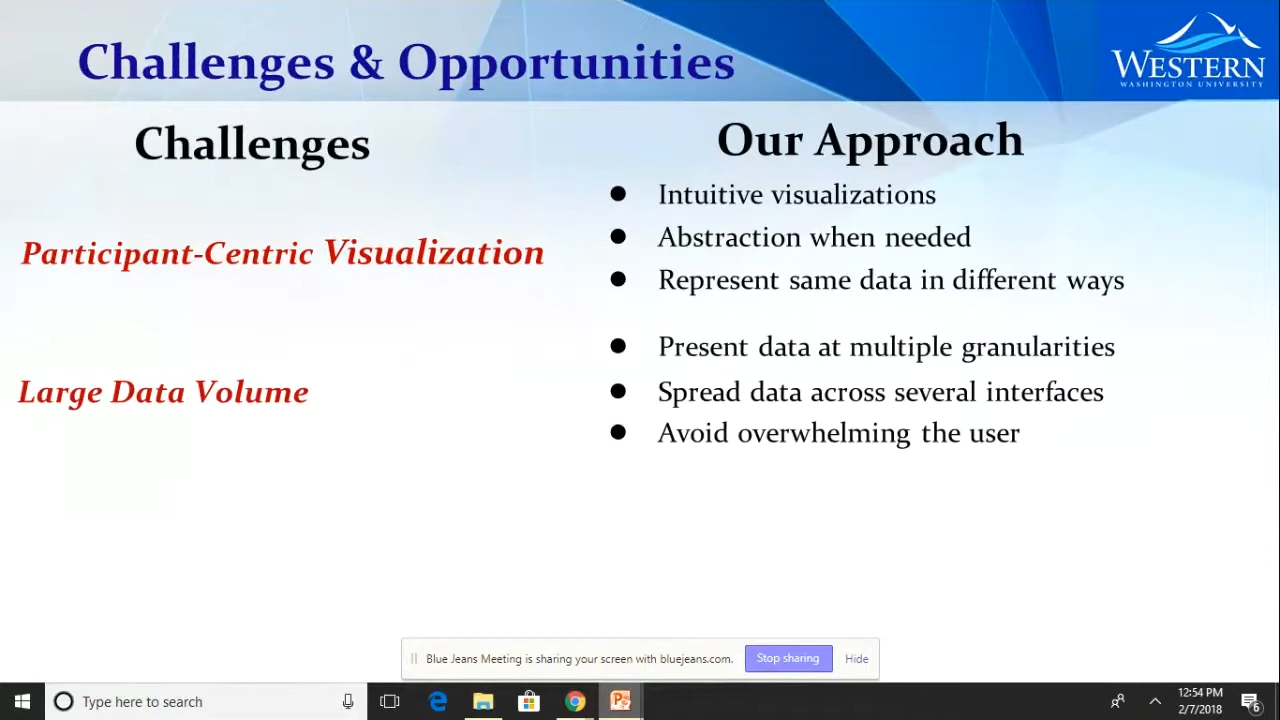 Challenges & Opportunities
WESTERN
WASHINGTON UNIVERSITY
Challenges
Our Approach
Participant-Centric Visualization
● Intuitive visualizations
● Abstraction when needed
● Represent same data in different ways
Large Data Volume
● Present data at multiple granularities
● Spread data across several interfaces
● Avoid overwhelming the user
Blue Jeans Meeting is sharing your screen with bluejeans.com.
Stop sharing
Hide
Type here to search
12:54 PM
2/7/2018
6